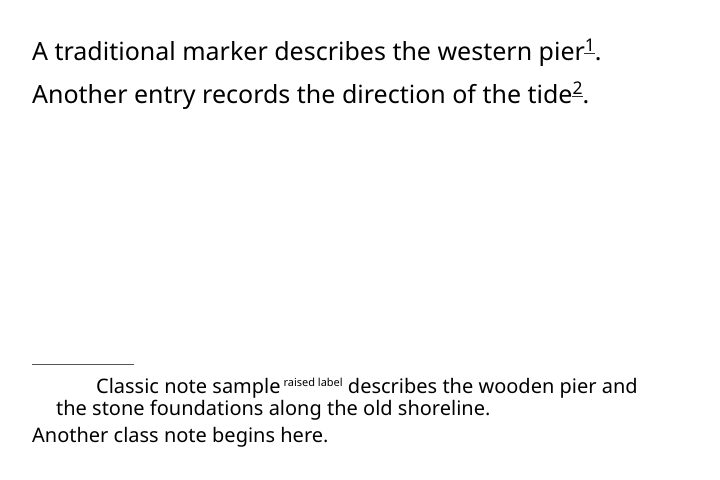 A traditional marker describes the western pier1.
Another entry records the direction of the tide2.
Classic note sample raised label describes the wooden pier and
the stone foundations along the old shoreline.
Another class note begins here.